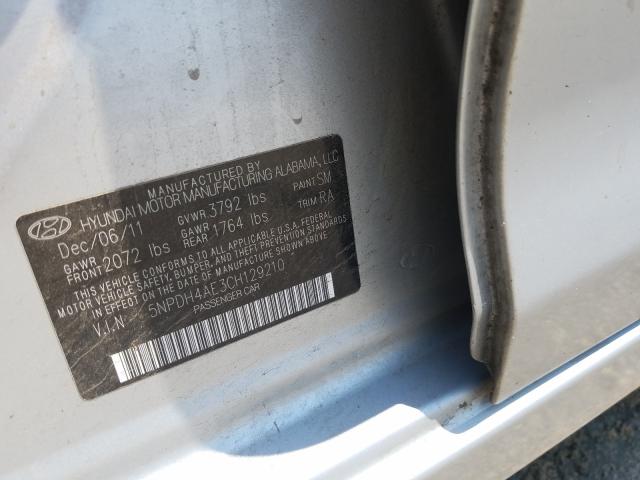 MANUFACTURED BY
HYUNDAI MOTOR MANUFACTURING ALABAMA, LLC
Dec/06/11 GVWR 3792 lbs PAINT SM
GAWR FRONT 2072 lbs GAWR REAR 1764 lbs TRIM RA
THIS VEHICLE CONFORMS TO ALL APPLICABLE U.S.A. FEDERAL
MOTOR VEHICLE SAFETY, BUMPER, AND THEFT PREVENTION STANDARDS
IN EFFECT ON THE DATE OF MANUFACTURE SHOWN ABOVE.
V.I.N 5NPDH4AE3CH129210
PASSENGER CAR